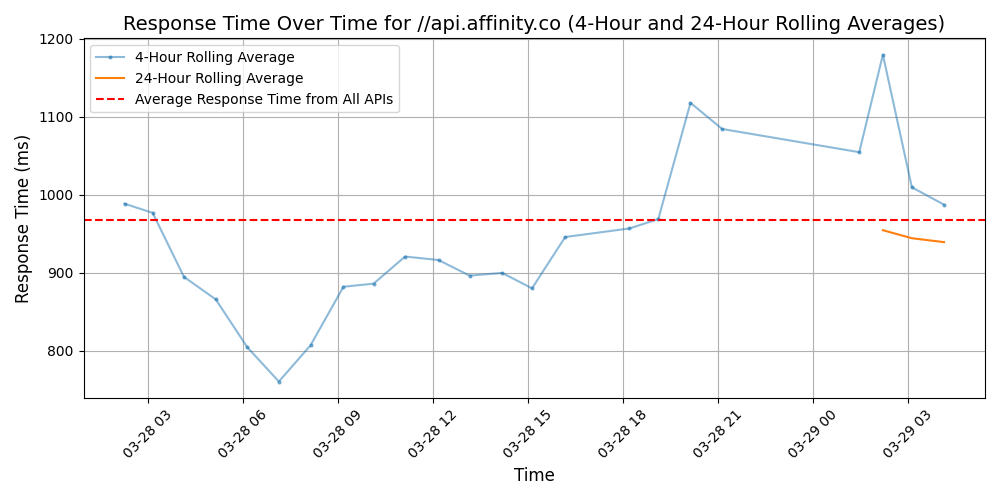 Response Time Over Time for //api.affinity.co (4-Hour and 24-Hour Rolling Averages)
4-Hour Rolling Average
24-Hour Rolling Average
Average Response Time from All APIs
Response Time (ms)
1200
1100
1000
900
800
03-28 03
03-28 06
03-28 09
03-28 12
03-28 15
03-28 18
03-28 21
03-29 00
03-29 03
Time